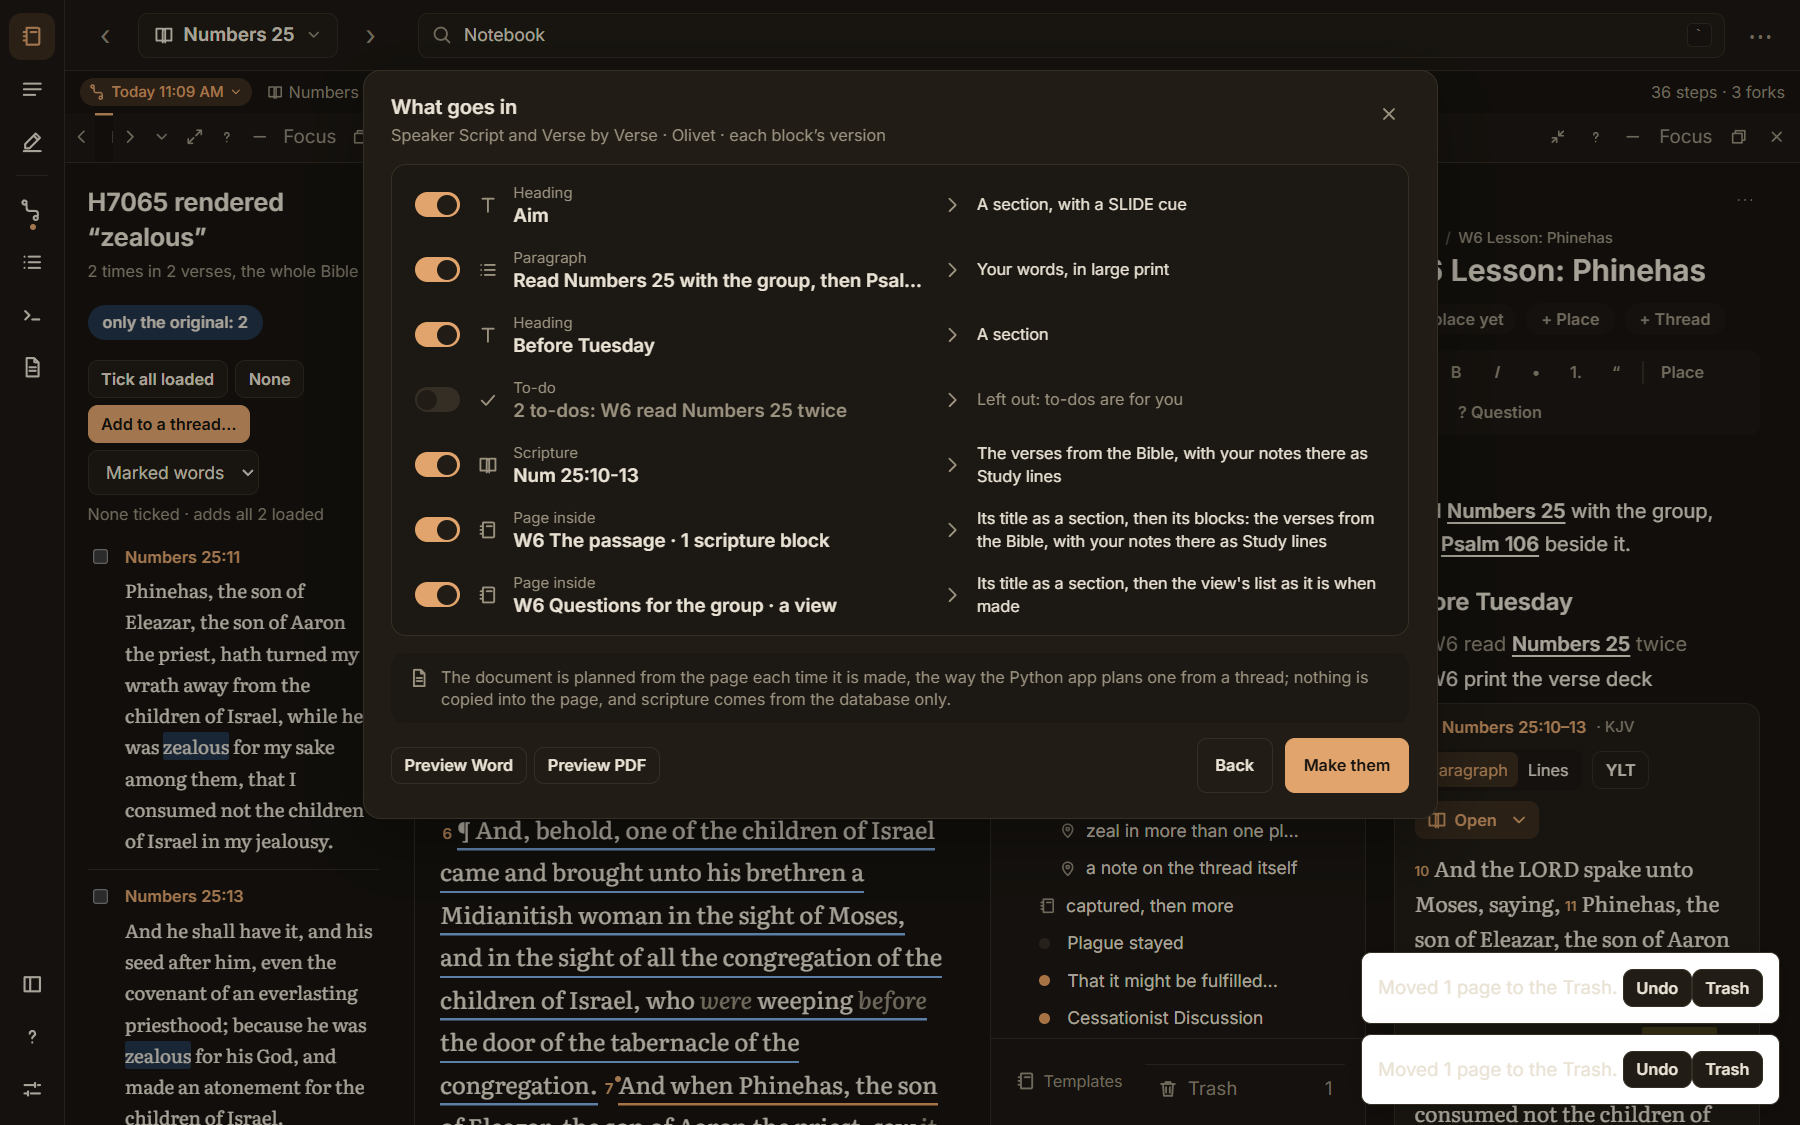 Numbers 25
Notebook
`
Today 11:09 AM
Numbers
36 steps · 3 forks
?
Focus
?
Focus
What goes in
Speaker Script and Verse by Verse · Olivet · each block’s version
Heading
Aim
A section, with a SLIDE cue
Paragraph
Read Numbers 25 with the group, then Psal...
Your words, in large print
Heading
Before Tuesday
A section
To-do
2 to-dos: W6 read Numbers 25 twice
Left out: to-dos are for you
Scripture
Num 25:10-13
The verses from the Bible, with your notes there as
Study lines
Page inside
W6 The passage · 1 scripture block
Its title as a section, then its blocks: the verses from
the Bible, with your notes there as Study lines
Page inside
W6 Questions for the group · a view
Its title as a section, then the view's list as it is when
made
The document is planned from the page each time it is made, the way the Python app plans one from a thread; nothing is
copied into the page, and scripture comes from the database only.
Preview Word
Preview PDF
Back
Make them
H7065 rendered
“zealous”
2 times in 2 verses, the whole Bible
only the original: 2
Tick all loaded
None
Add to a thread...
Marked words
None ticked · adds all 2 loaded
Numbers 25:11
Phinehas, the son of
Eleazar, the son of Aaron
the priest, hath turned my
wrath away from the
children of Israel, while he
was zealous for my sake
among them, that I
consumed not the children
of Israel in my jealousy.
Numbers 25:13
And he shall have it, and his
seed after him, even the
covenant of an everlasting
priesthood; because he was
zealous for his God, and
made an atonement for the
children of Israel.
?
6 ¶ And, behold, one of the children of Israel
came and brought unto his brethren a
Midianitish woman in the sight of Moses,
and in the sight of all the congregation of the
children of Israel, who were weeping before
the door of the tabernacle of the
congregation. 7 And when Phinehas, the son
of Eleazar, the son of Aaron the priest, saw it
zeal in more than one pl...
a note on the thread itself
captured, then more
Plague stayed
That it might be fulfilled...
Cessationist Discussion
Templates
Trash
1
/ W6 Lesson: Phinehas
6 Lesson: Phinehas
place yet
+ Place
+ Thread
B
I
•
1.
“
Place
? Question
Numbers 25 with the group,
Psalm 106 beside it.
ore Tuesday
W6 read Numbers 25 twice
W6 print the verse deck
Numbers 25:10–13 · KJV
aragraph
Lines
YLT
Open
10 And the LORD spake unto
Moses, saying, 11 Phinehas, the
son of Eleazar, the son of Aaron
Moved 1 page to the Trash.
Undo
Trash
Moved 1 page to the Trash.
Undo
Trash
consumed not the children of